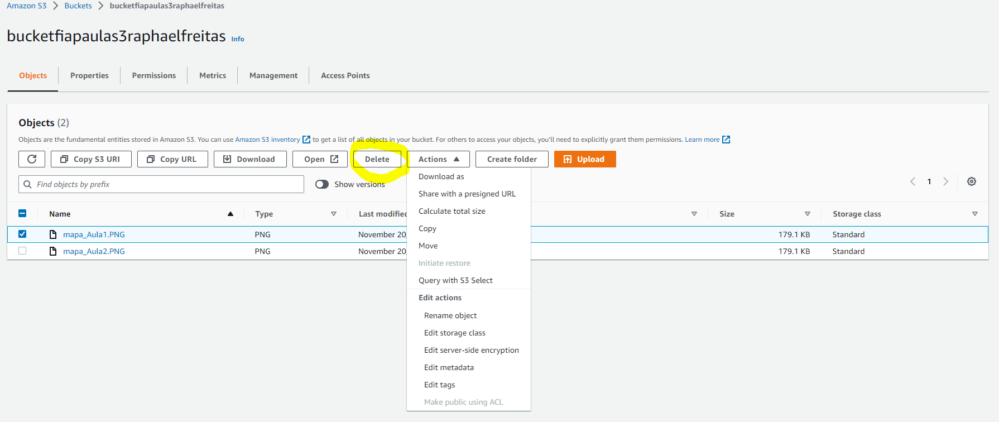 Amazon S3 > Buckets > bucketfiapaulas3raphaelfreitas
bucketfiapaulas3raphaelfreitas Info
Objects Properties Permissions Metrics Management Access Points
Objects (2)
Objects are the fundamental entities stored in Amazon S3. You can use Amazon S3 inventory to get a list of all objects in your bucket. For others to access your objects, you'll need to explicitly grant them permissions. Learn more
Copy S3 URI Copy URL Download Open Delete Actions Create folder Upload
Find objects by prefix Show versions 1
Name Type Last modified Size Storage class
mapa_Aula1.PNG PNG November 20, 179.1 KB Standard
mapa_Aula2.PNG PNG November 20, 179.1 KB Standard
Download as
Share with a presigned URL
Calculate total size
Copy
Move
Initiate restore
Query with S3 Select
Edit actions
Rename object
Edit storage class
Edit server-side encryption
Edit metadata
Edit tags
Make public using ACL